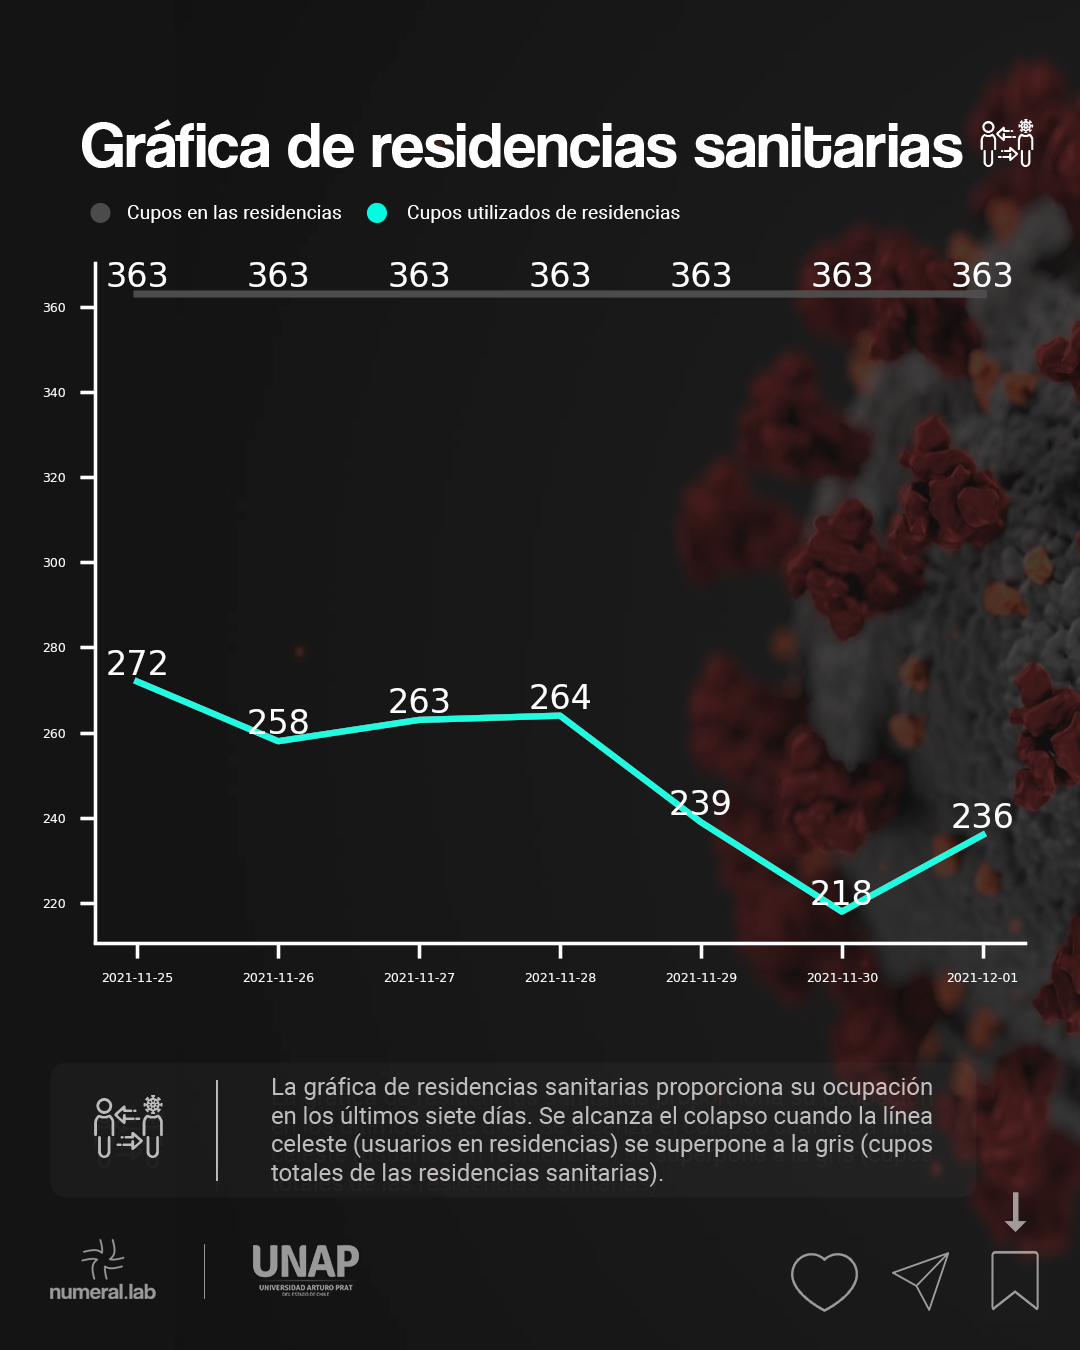 Gráfica de residencias sanitarias
Cupos en las residencias Cupos utilizados de residencias
363 363 363 363 363 363 363
360
340
320
300
280
260
240
220
272 258 263 264 239 218 236
2021-11-25 2021-11-26 2021-11-27 2021-11-28 2021-11-29 2021-11-30 2021-12-01
La gráfica de residencias sanitarias proporciona su ocupación
en los últimos siete días. Se alcanza el colapso cuando la línea
celeste (usuarios en residencias) se superpone a la gris (cupos
totales de las residencias sanitarias).
numeral.lab
UNAP
UNIVERSIDAD ARTURO PRAT
DEL ESTADO DE CHILE